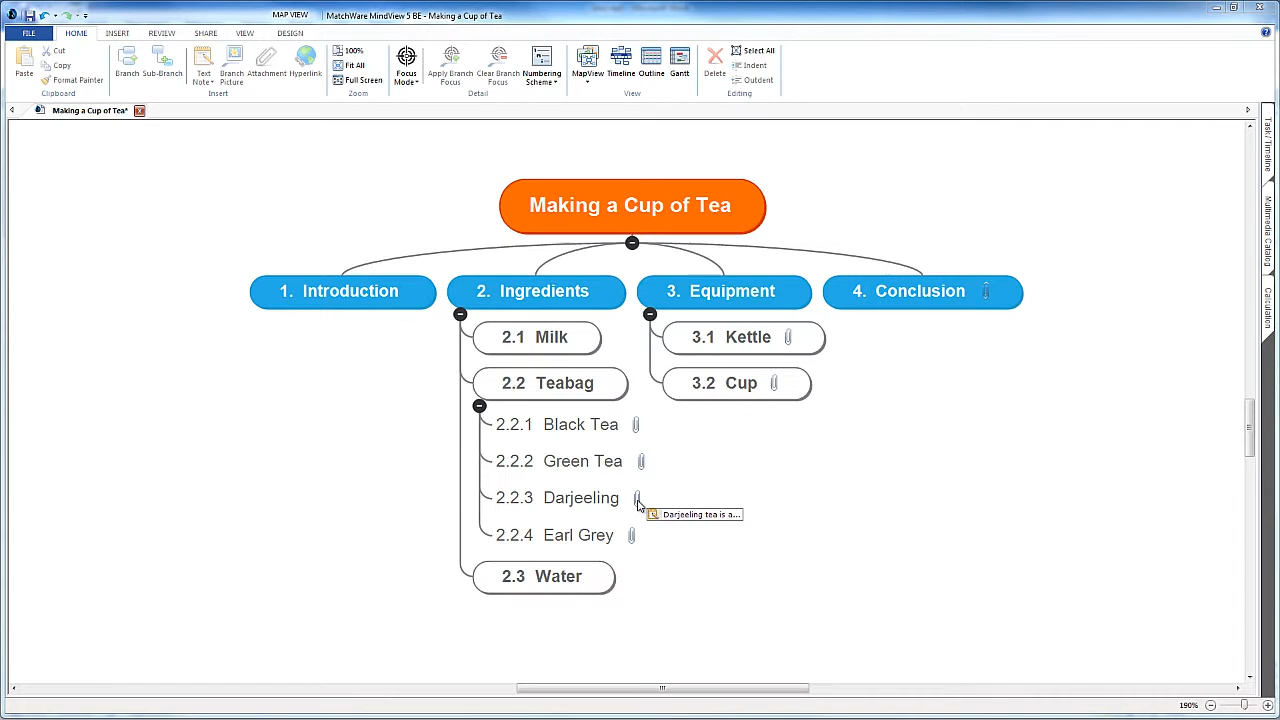 MAP VIEW
MatchWare MindView 5 BE - Making a Cup of Tea
FILE HOME INSERT REVIEW SHARE VIEW DESIGN
Paste
Cut
Copy
Format Painter
Clipboard
Branch
Sub-Branch
Text Note
Branch Picture
Attachment
Hyperlink
Insert
100%
Fit All
Full Screen
Zoom
Focus Mode
Apply Branch Focus
Clear Branch Focus
Numbering Scheme
Detail
MapView
Timeline
Outline
Gantt
View
Delete
Select All
Indent
Outdent
Editing
Making a Cup of Tea*
Making a Cup of Tea
1. Introduction
2. Ingredients
3. Equipment
4. Conclusion
2.1 Milk
3.1 Kettle
2.2 Teabag
3.2 Cup
2.2.1 Black Tea
2.2.2 Green Tea
2.2.3 Darjeeling
Darjeeling tea is a...
2.2.4 Earl Grey
2.3 Water
Task/Timeline
Multimedia Catalog
Calculation
190%